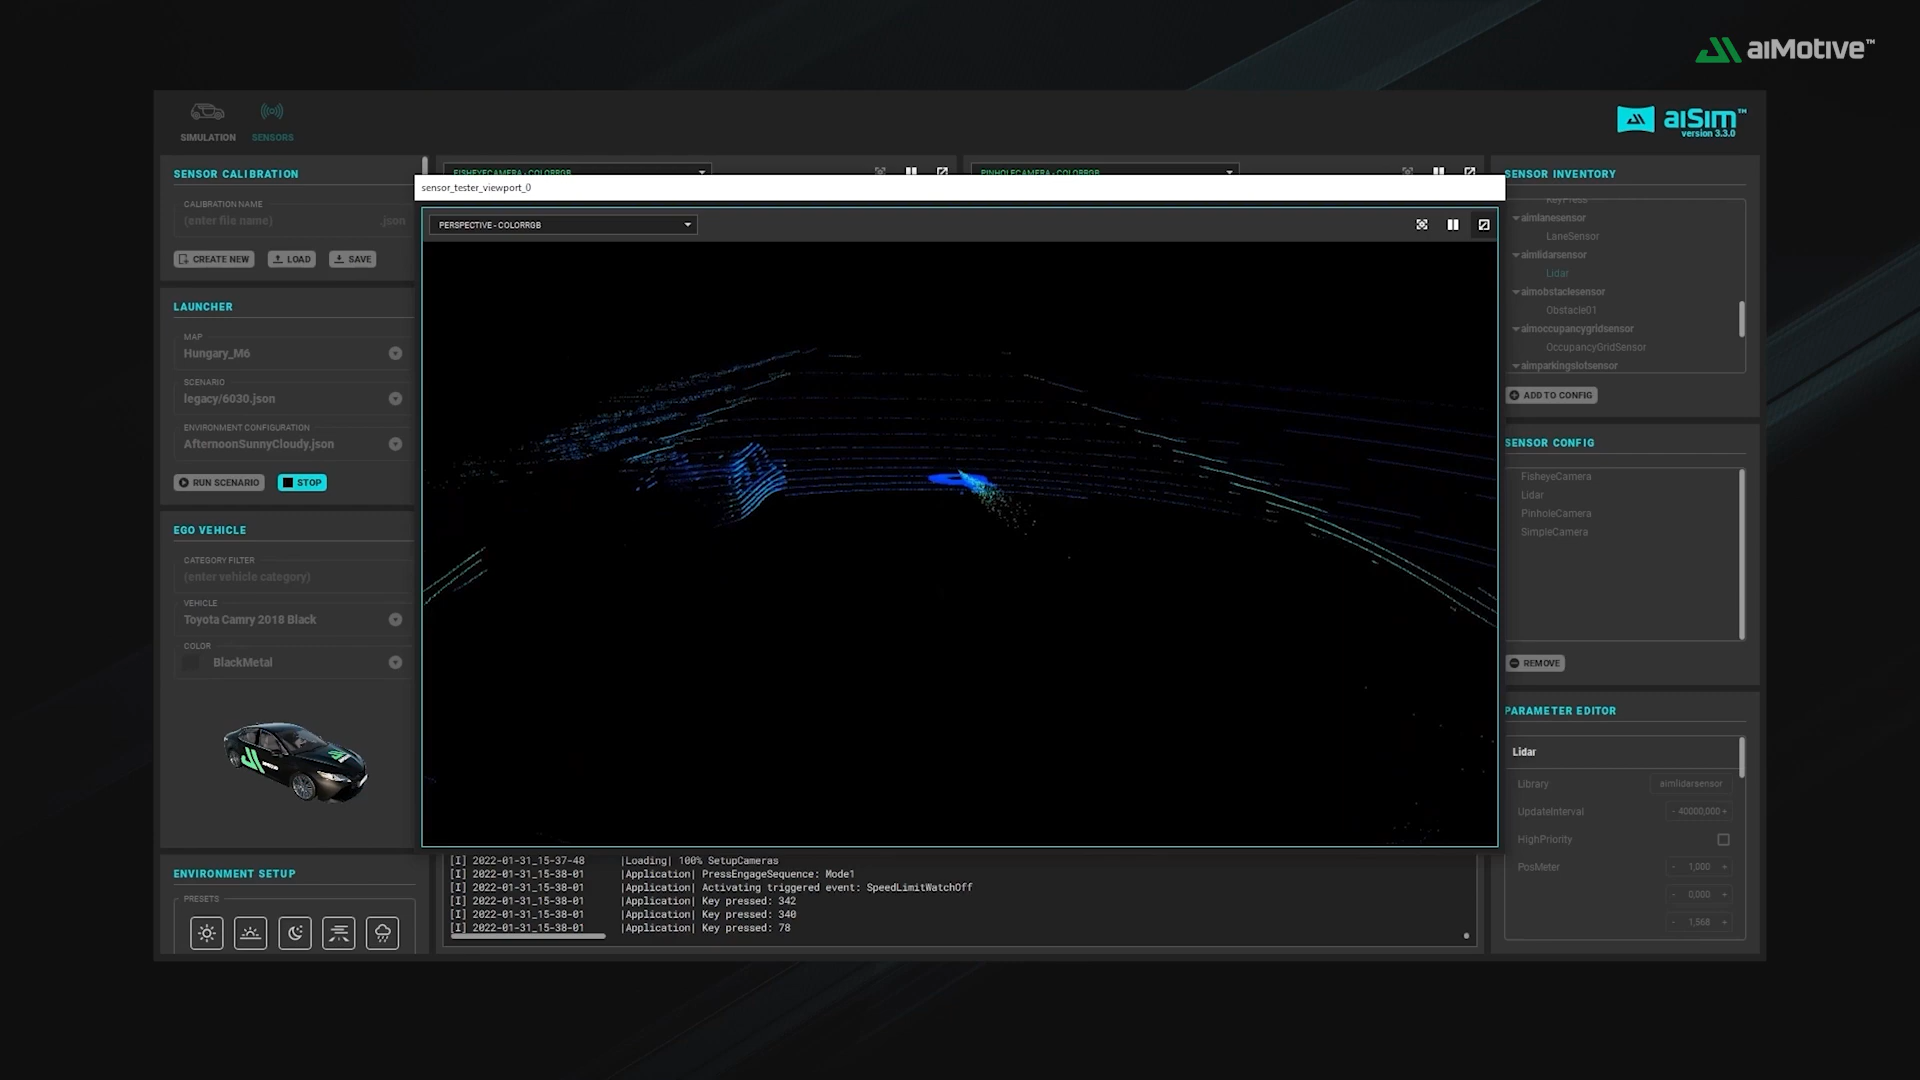 aiMotive™
SIMULATION
SENSORS
aiSim™
version 3.3.0
SENSOR CALIBRATION
CALIBRATION NAME
(enter file name)
.json
CREATE NEW
LOAD
SAVE
LAUNCHER
MAP
Hungary_M6
SCENARIO
legacy/6030.json
ENVIRONMENT CONFIGURATION
AfternoonSunnyCloudy.json
RUN SCENARIO
STOP
EGO VEHICLE
CATEGORY FILTER
(enter vehicle category)
VEHICLE
Toyota Camry 2018 Black
COLOR
BlackMetal
ENVIRONMENT SETUP
PRESETS
FISHEYECAMERA - COLORRGB
PINHOLECAMERA - COLORRGB
sensor_tester_viewport_0
PERSPECTIVE - COLORRGB
[I] 2022-01-31_15-37-48 |Loading| 100% SetupCameras
[I] 2022-01-31_15-38-01 |Application| PressEngageSequence: Mode1
[I] 2022-01-31_15-38-01 |Application| Activating triggered event: SpeedLimitWatchOff
[I] 2022-01-31_15-38-01 |Application| Key pressed: 342
[I] 2022-01-31_15-38-01 |Application| Key pressed: 340
[I] 2022-01-31_15-38-01 |Application| Key pressed: 78
SENSOR INVENTORY
KeyPress
aimlanesensor
LaneSensor
aimlidarsensor
Lidar
aimobstaclesensor
Obstacle01
aimoccupancygridsensor
OccupancyGridSensor
aimparkingslotsensor
ADD TO CONFIG
SENSOR CONFIG
FisheyeCamera
Lidar
PinholeCamera
SimpleCamera
REMOVE
PARAMETER EDITOR
Lidar
Library
aimlidarsensor
UpdateInterval
- 40000,000 +
HighPriority
PosMeter
- 1,000 +
- 0,000 +
- 1,568 +